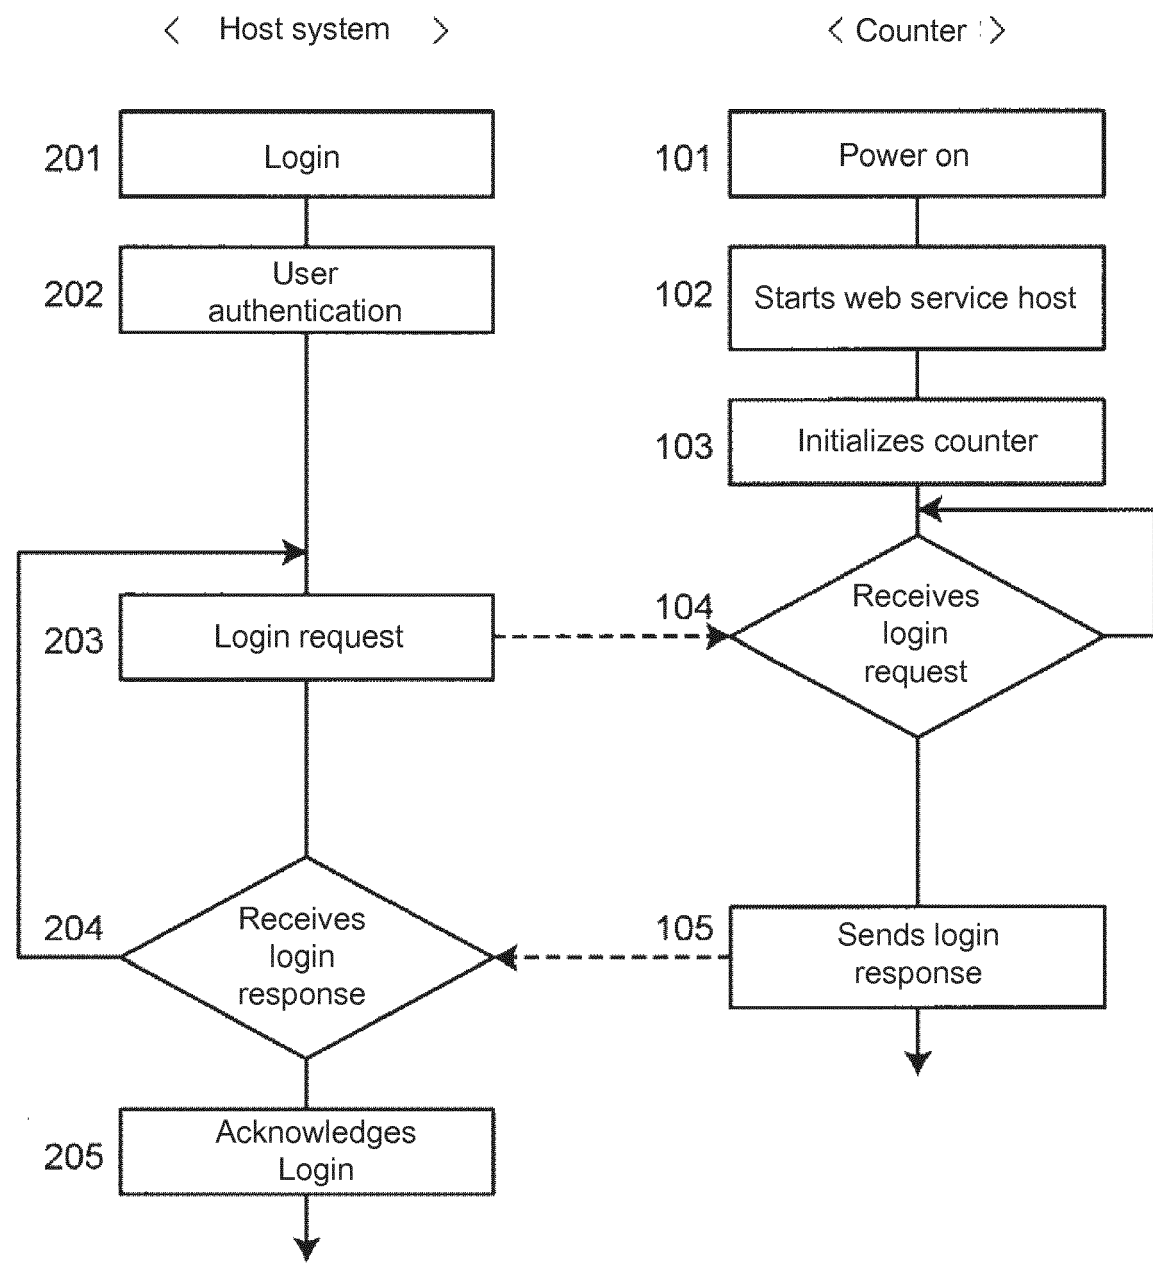 < Host system >
< Counter >
201
Login
202
User
authentication
203
Login request
204
Receives
login
response
205
Acknowledges
Login
101
Power on
102
Starts web service host
103
Initializes counter
104
Receives
login
request
105
Sends login
response